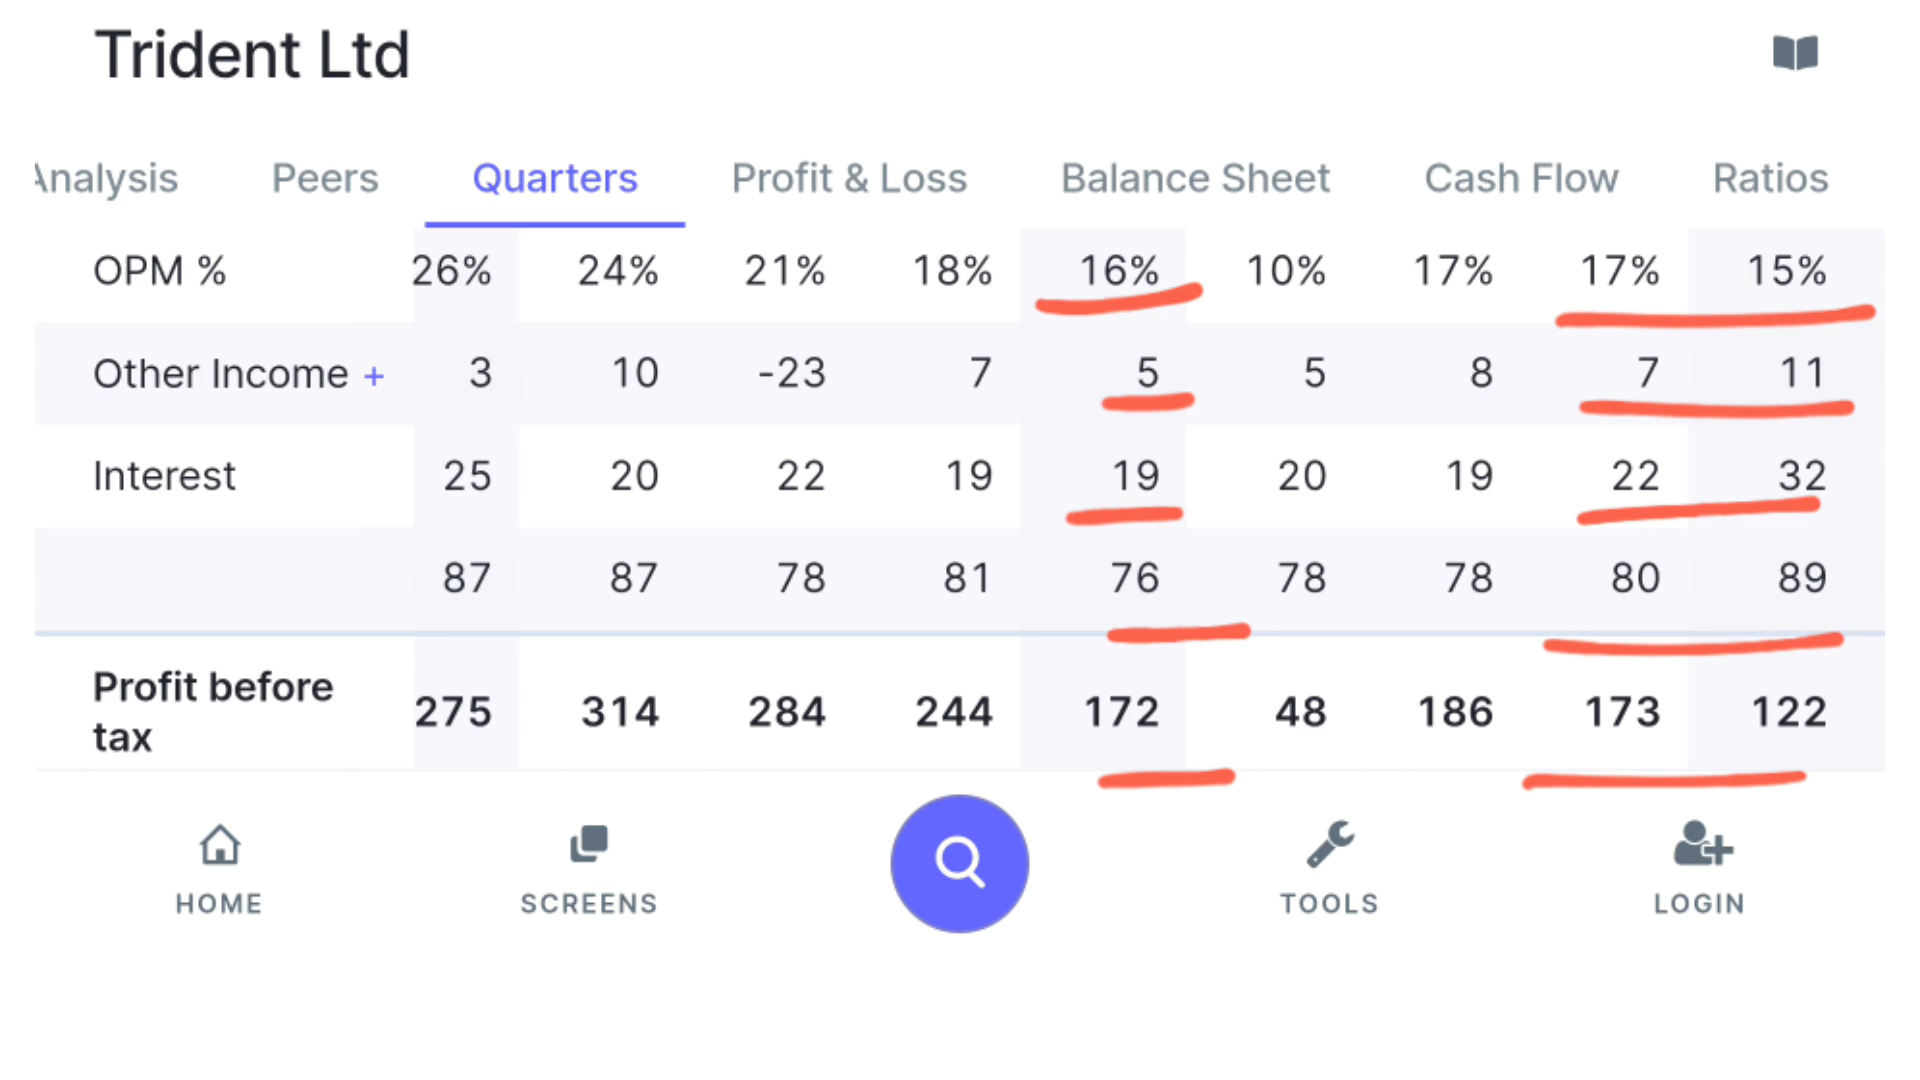 Trident Ltd
Analysis Peers Quarters Profit & Loss Balance Sheet Cash Flow Ratios
OPM % 26% 24% 21% 18% 16% 10% 17% 17% 15%
Other Income + 3 10 -23 7 5 5 8 7 11
Interest 25 20 22 19 19 20 19 22 32
87 87 78 81 76 78 78 80 89
Profit before
tax 275 314 284 244 172 48 186 173 122
HOME SCREENS TOOLS LOGIN